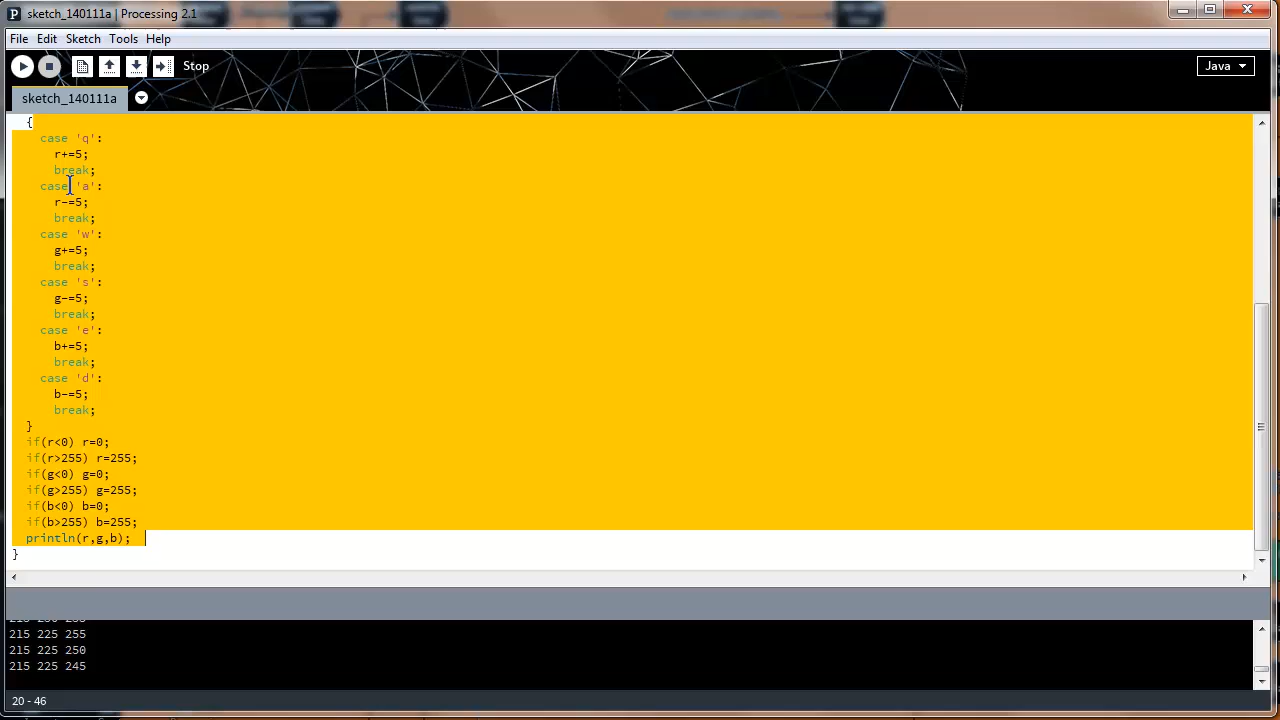 sketch_140111a | Processing 2.1
File Edit Sketch Tools Help
Stop
Java
sketch_140111a
{
case 'q':
r+=5;
break;
case 'a':
r-=5;
break;
case 'w':
g+=5;
break;
case 's':
g-=5;
break;
case 'e':
b+=5;
break;
case 'd':
b-=5;
break;
}
if(r<0) r=0;
if(r>255) r=255;
if(g<0) g=0;
if(g>255) g=255;
if(b<0) b=0;
if(b>255) b=255;
println(r,g,b);
}
215 225 255
215 225 250
215 225 245
20 - 46